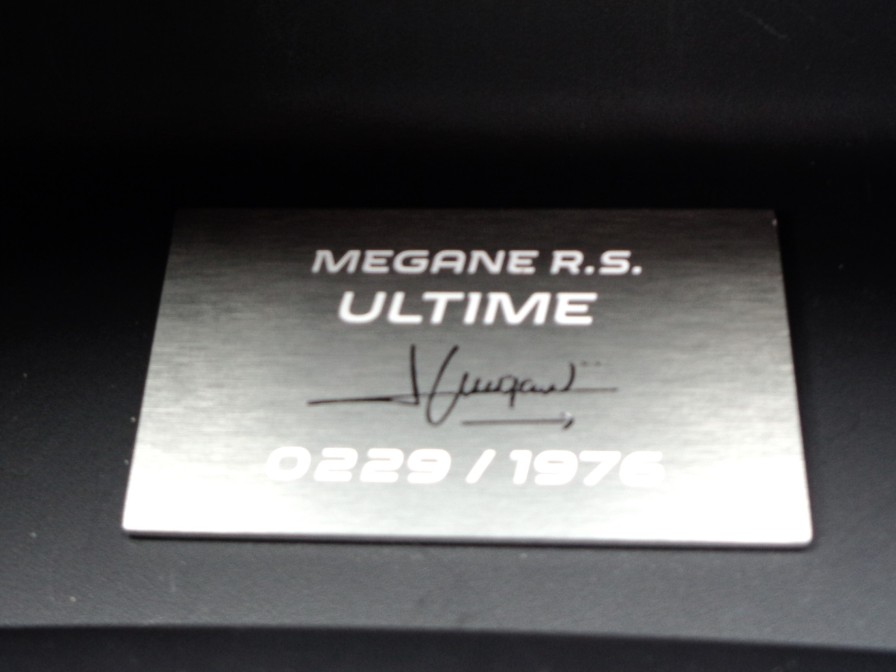 MEGANE R.S.
ULTIME
0229 / 1976